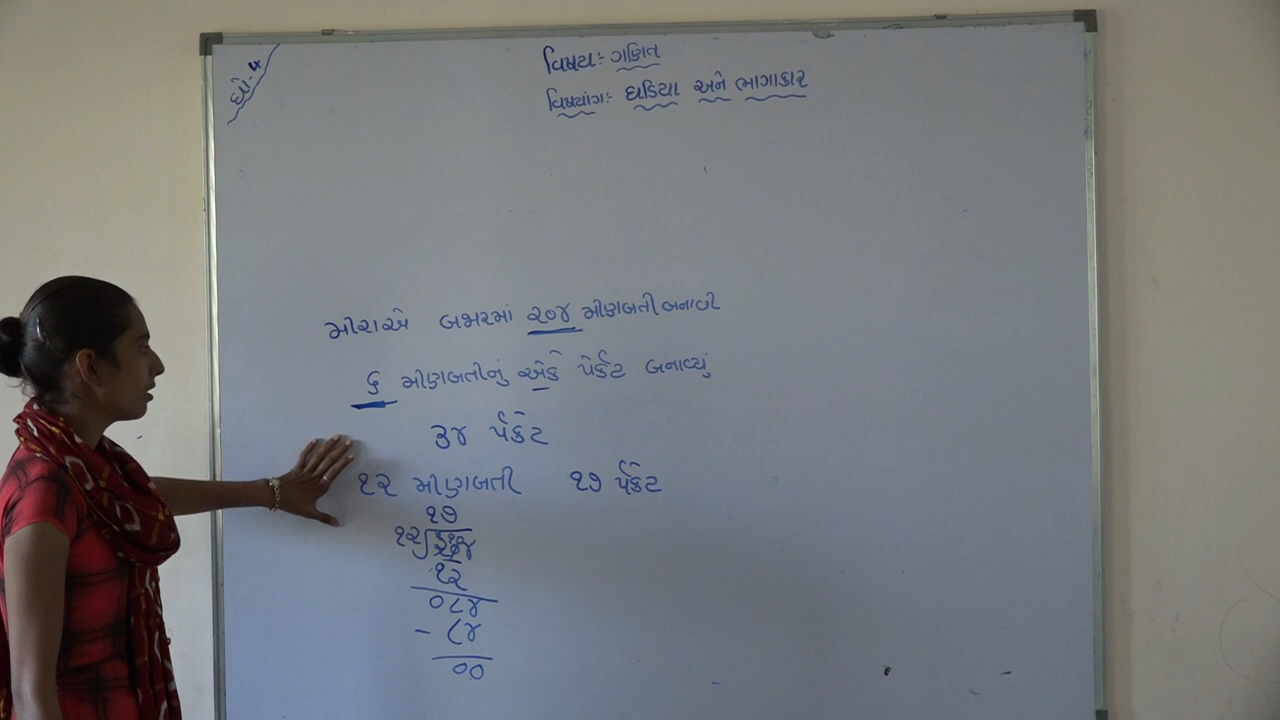 ધો-૪
વિષય:- ગણિત
વિષયાંગ:- ઘડિયા અને ભાગાકાર
મીરાએ બજારમાં ૨૦૪ મીણબતી બનાવી
૬ મીણબતીનું એક પેકેટ બનાવ્યું
૩૪ પેકેટ
૧૨ મીણબતી ૧૭ પેકેટ
૧૭
૧૨
૧૨
૦૮૪
- ૮૪
૦૦